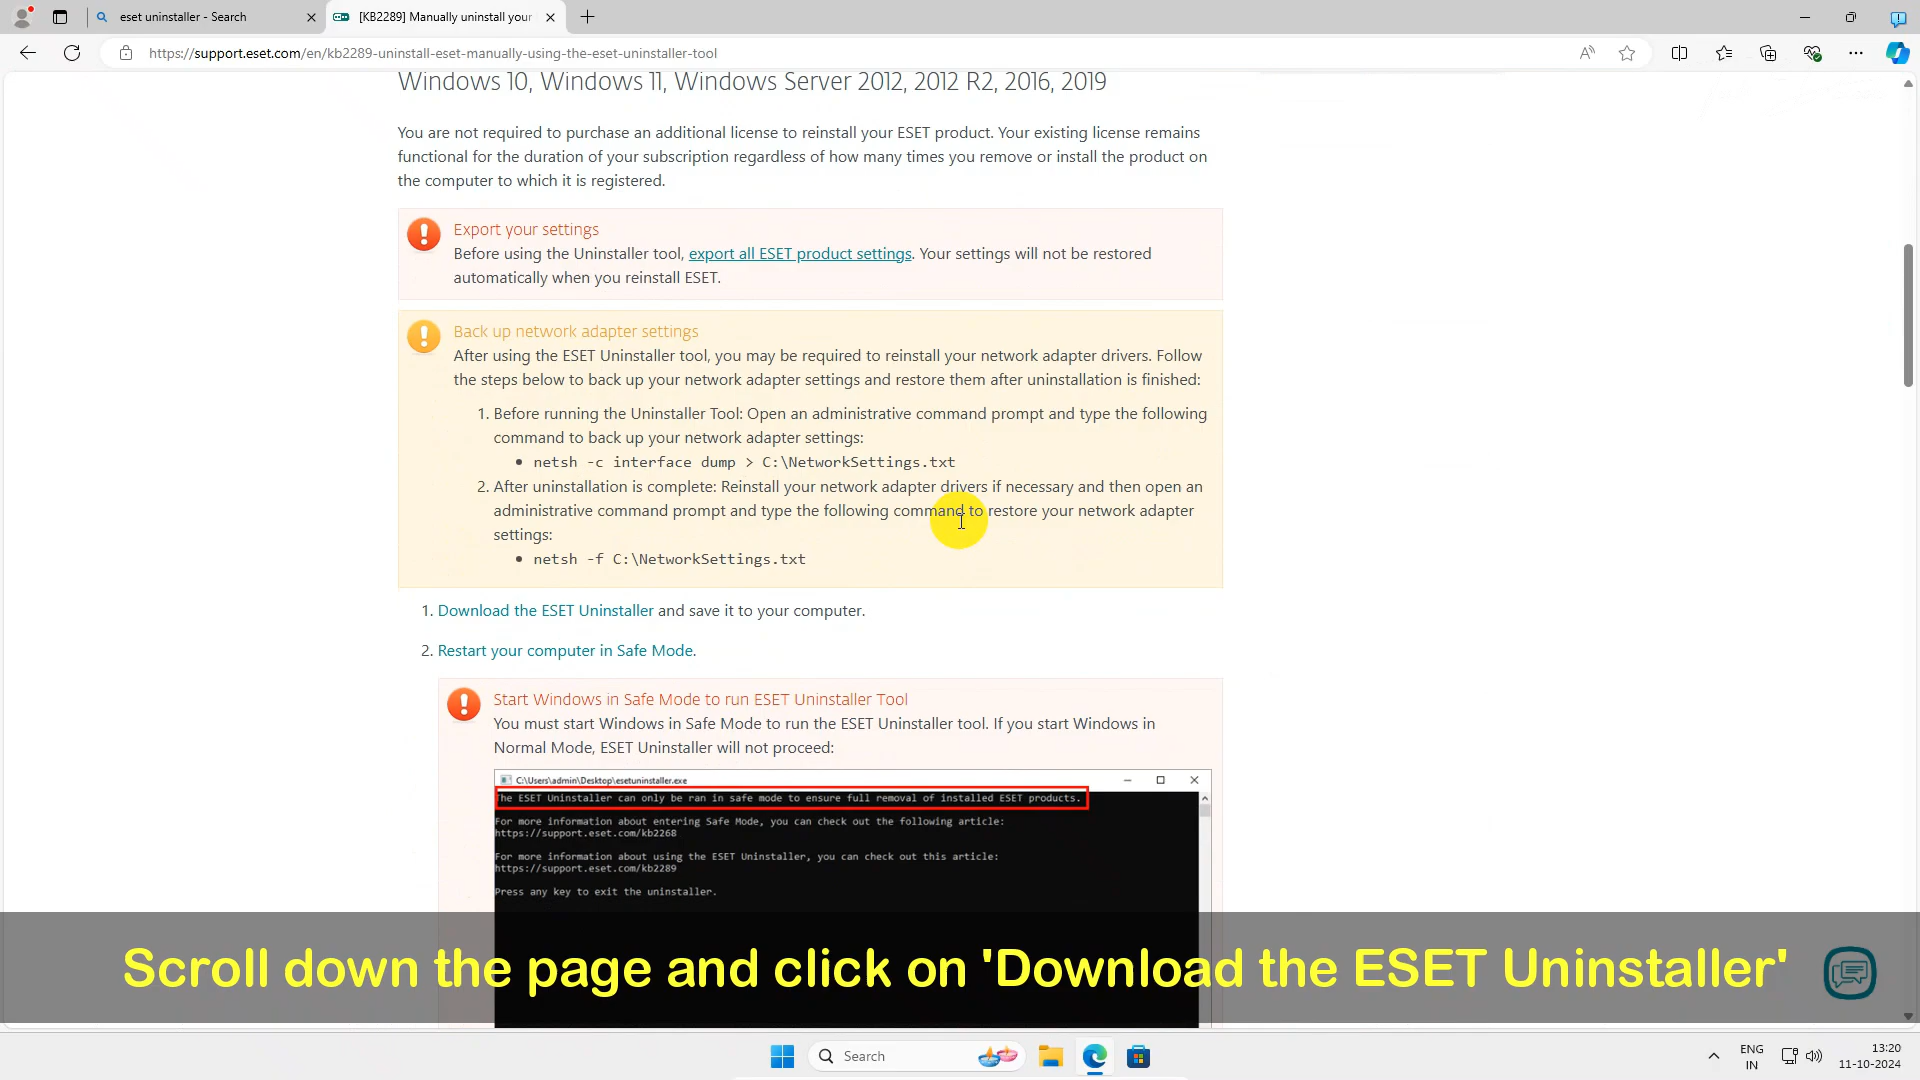 eset uninstaller - Search
[KB2289] Manually uninstall your
https://support.eset.com/en/kb2289-uninstall-eset-manually-using-the-eset-uninstaller-tool
Windows 10, Windows 11, Windows Server 2012, 2012 R2, 2016, 2019
You are not required to purchase an additional license to reinstall your ESET product. Your existing license remains
functional for the duration of your subscription regardless of how many times you remove or install the product on
the computer to which it is registered.
Export your settings
Before using the Uninstaller tool, export all ESET product settings. Your settings will not be restored
automatically when you reinstall ESET.
Back up network adapter settings
After using the ESET Uninstaller tool, you may be required to reinstall your network adapter drivers. Follow
the steps below to back up your network adapter settings and restore them after uninstallation is finished:
1. Before running the Uninstaller Tool: Open an administrative command prompt and type the following
command to back up your network adapter settings:
• netsh -c interface dump > C:\NetworkSettings.txt
2. After uninstallation is complete: Reinstall your network adapter drivers if necessary and then open an
administrative command prompt and type the following command to restore your network adapter
settings:
• netsh -f C:\NetworkSettings.txt
1. Download the ESET Uninstaller and save it to your computer.
2. Restart your computer in Safe Mode.
Start Windows in Safe Mode to run ESET Uninstaller Tool
You must start Windows in Safe Mode to run the ESET Uninstaller tool. If you start Windows in
Normal Mode, ESET Uninstaller will not proceed:
C:\Users\admin\Desktop\esetuninstaller.exe
The ESET Uninstaller can only be ran in safe mode to ensure full removal of installed ESET products.
For more information about entering Safe Mode, you can check out the following article:
https://support.eset.com/kb2268
For more information about using the ESET Uninstaller, you can check out this article:
https://support.eset.com/kb2289
Press any key to exit the uninstaller.
Scroll down the page and click on 'Download the ESET Uninstaller'
Search
ENG
IN
13:20
11-10-2024